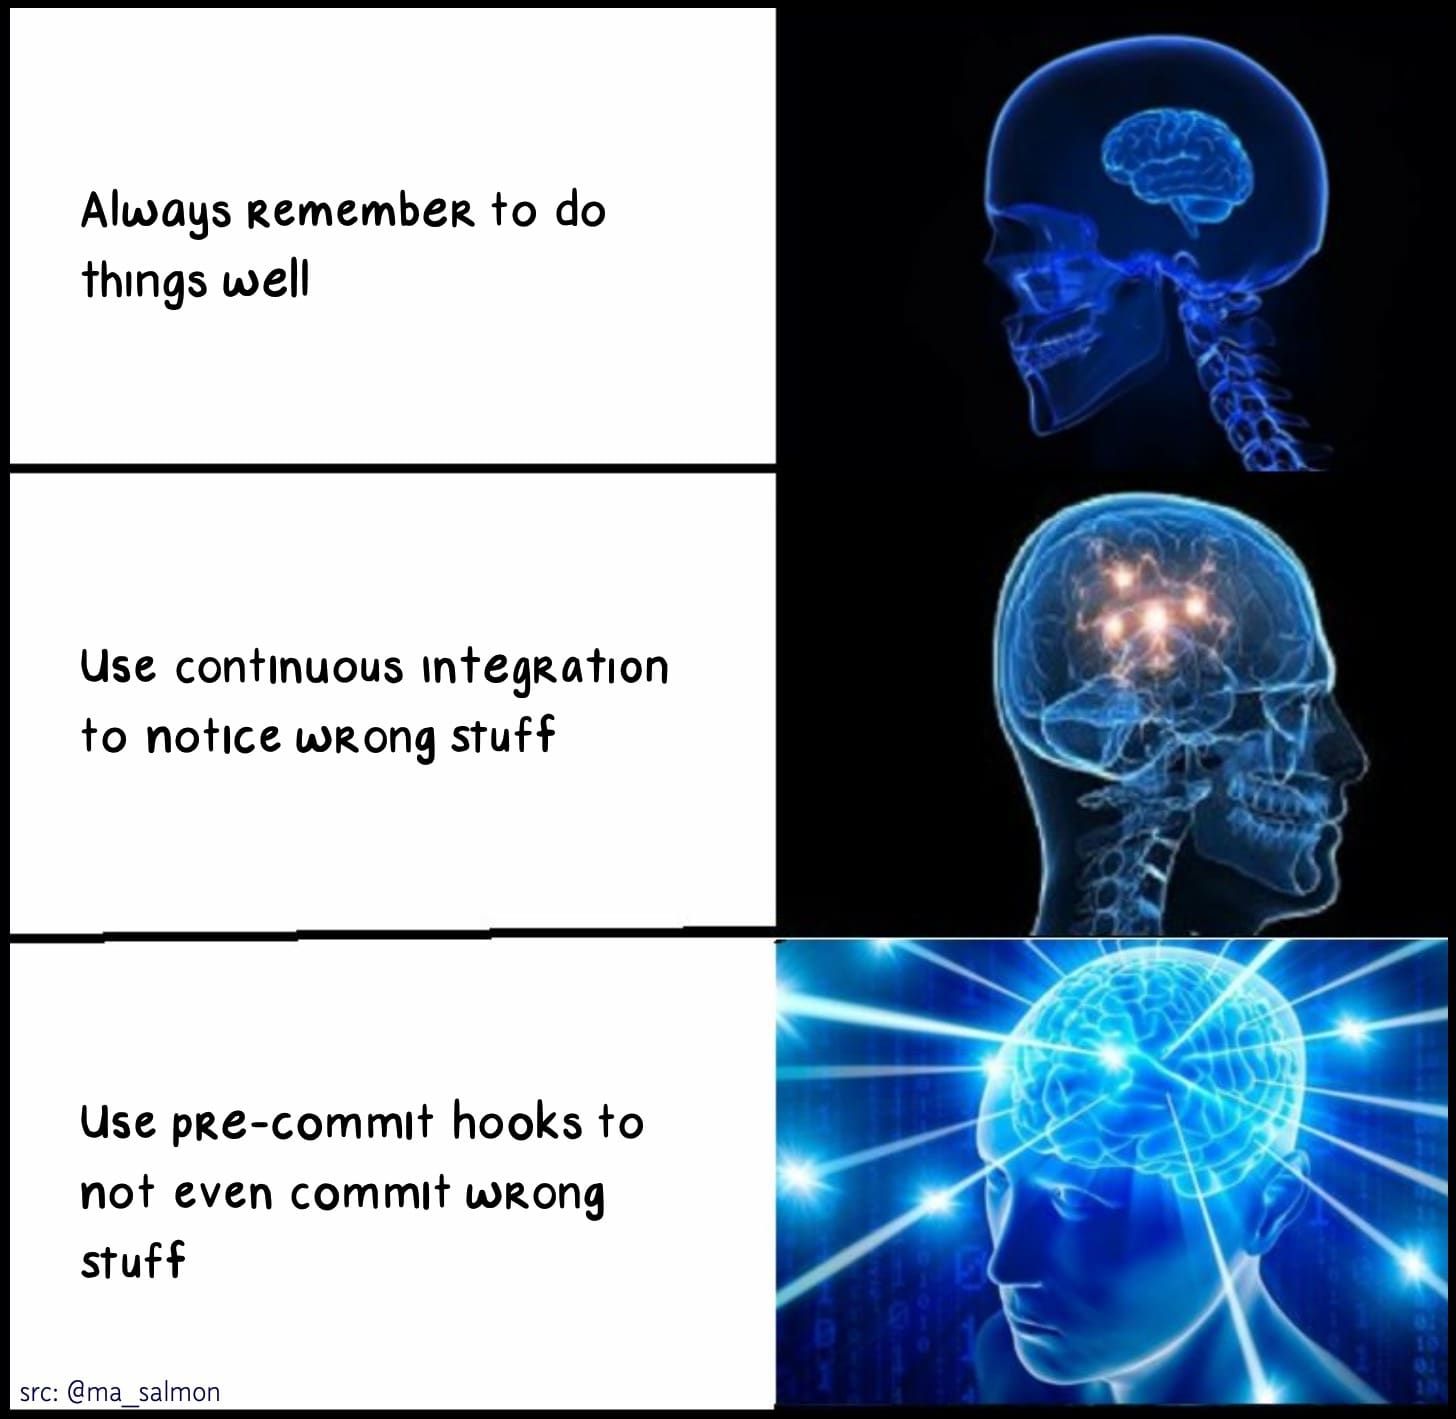 Always remember to do
things well
Use continuous integration
to notice wrong stuff
Use pre-commit hooks to
not even commit wrong
stuff
src: @ma_salmon